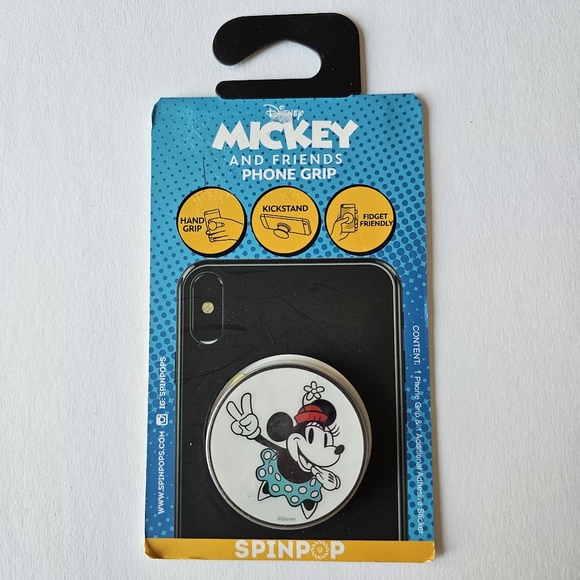 Disney
MICKEY
AND FRIENDS
PHONE GRIP
HAND
GRIP
KICKSTAND
FIDGET
FRIENDLY
CONTENT: 1 Phone Grip & 1 Additional Adhesive Sticker
WWW.SPINPOPS.COM IG: SPINPOPS
©Disney
SPINPOP